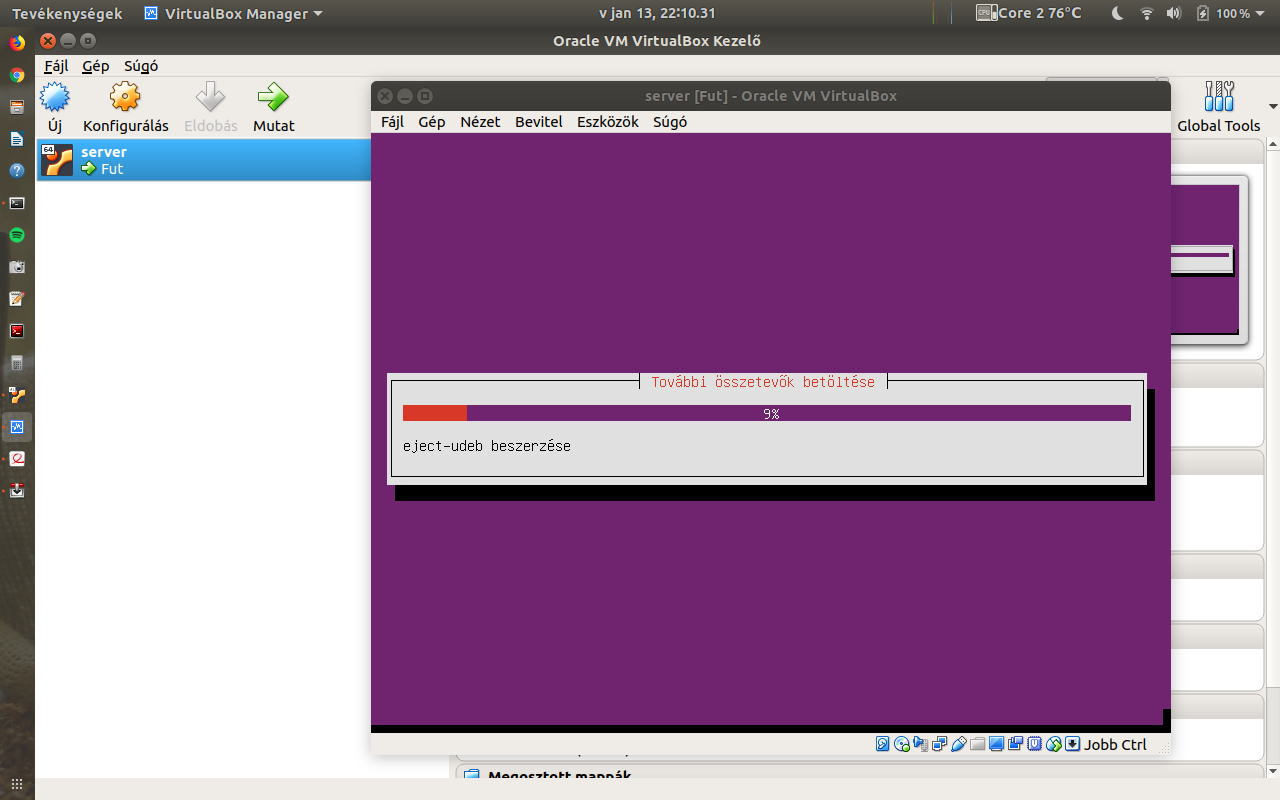 Tevékenységek VirtualBox Manager v jan 13, 22:10.31 CPU Core 2 76°C 100 %
Oracle VM VirtualBox Kezelő
Fájl Gép Súgó
Új Konfigurálás Eldobás Mutat Global Tools
64 server
Fut
server [Fut] - Oracle VM VirtualBox
Fájl Gép Nézet Bevitel Eszközök Súgó
További összetevők betöltése
9%
eject-udeb beszerzése
Jobb Ctrl
Megosztott mappák